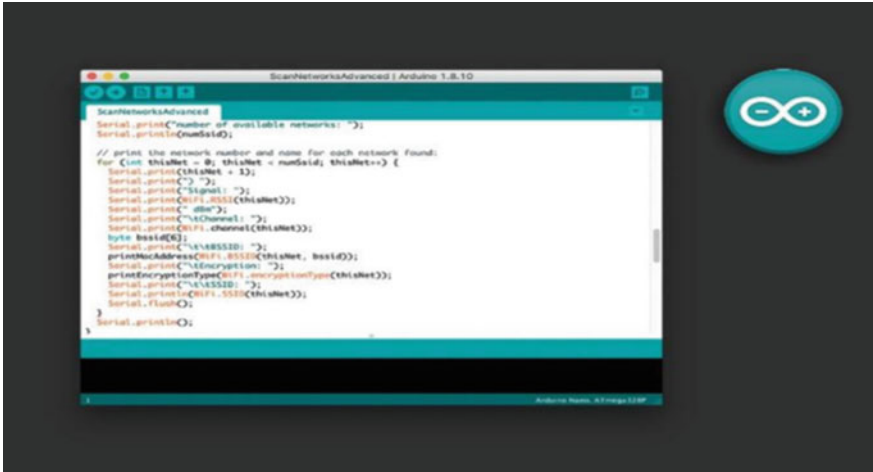 ScanNetworksAdvanced | Arduino 1.8.10
ScanNetworksAdvanced
Serial.print("number of available networks: ");
Serial.println(numSsid);
// print the network number and name for each network found:
for (int thisNet = 0; thisNet < numSsid; thisNet++) {
Serial.print(thisNet + 1);
Serial.print(") ");
Serial.print("Signal: ");
Serial.print(WiFi.RSSI(thisNet));
Serial.print(" dBm");
Serial.print("\tChannel: ");
Serial.print(WiFi.channel(thisNet));
byte bssid[6];
Serial.print("\t\tBSSID: ");
printMacAddress(WiFi.BSSID(thisNet, bssid));
Serial.print("\tEncryption: ");
printEncryptionType(WiFi.encryptionType(thisNet));
Serial.print("\t\tSSID: ");
Serial.println(WiFi.SSID(thisNet));
Serial.flush();
}
Serial.println();
}
1
Arduino Nano, ATmega328P